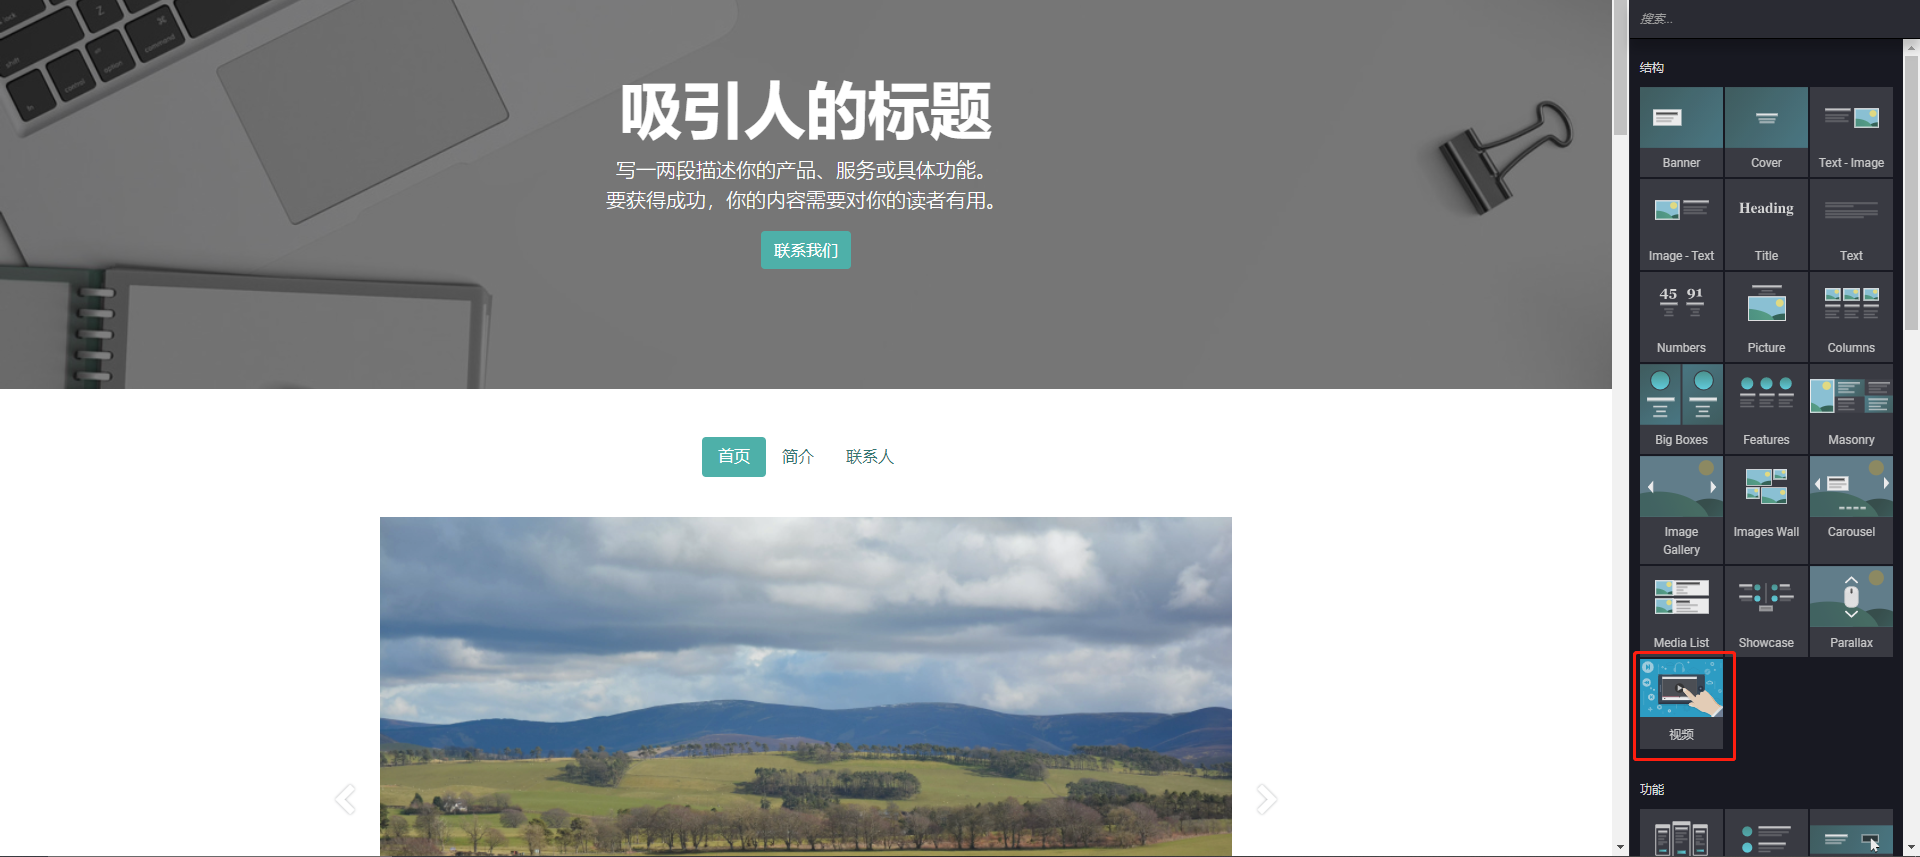 吸引人的标题
写一两段描述你的产品、服务或具体功能。
要获得成功，你的内容需要对你的读者有用。
联系我们
首页
简介
联系人
搜索...
结构
Banner
Cover
Text - Image
Image - Text
Heading
Title
Text
45 91
Numbers
Picture
Columns
Big Boxes
Features
Masonry
Image
Gallery
Images Wall
Carousel
Media List
Showcase
Parallax
视频
功能